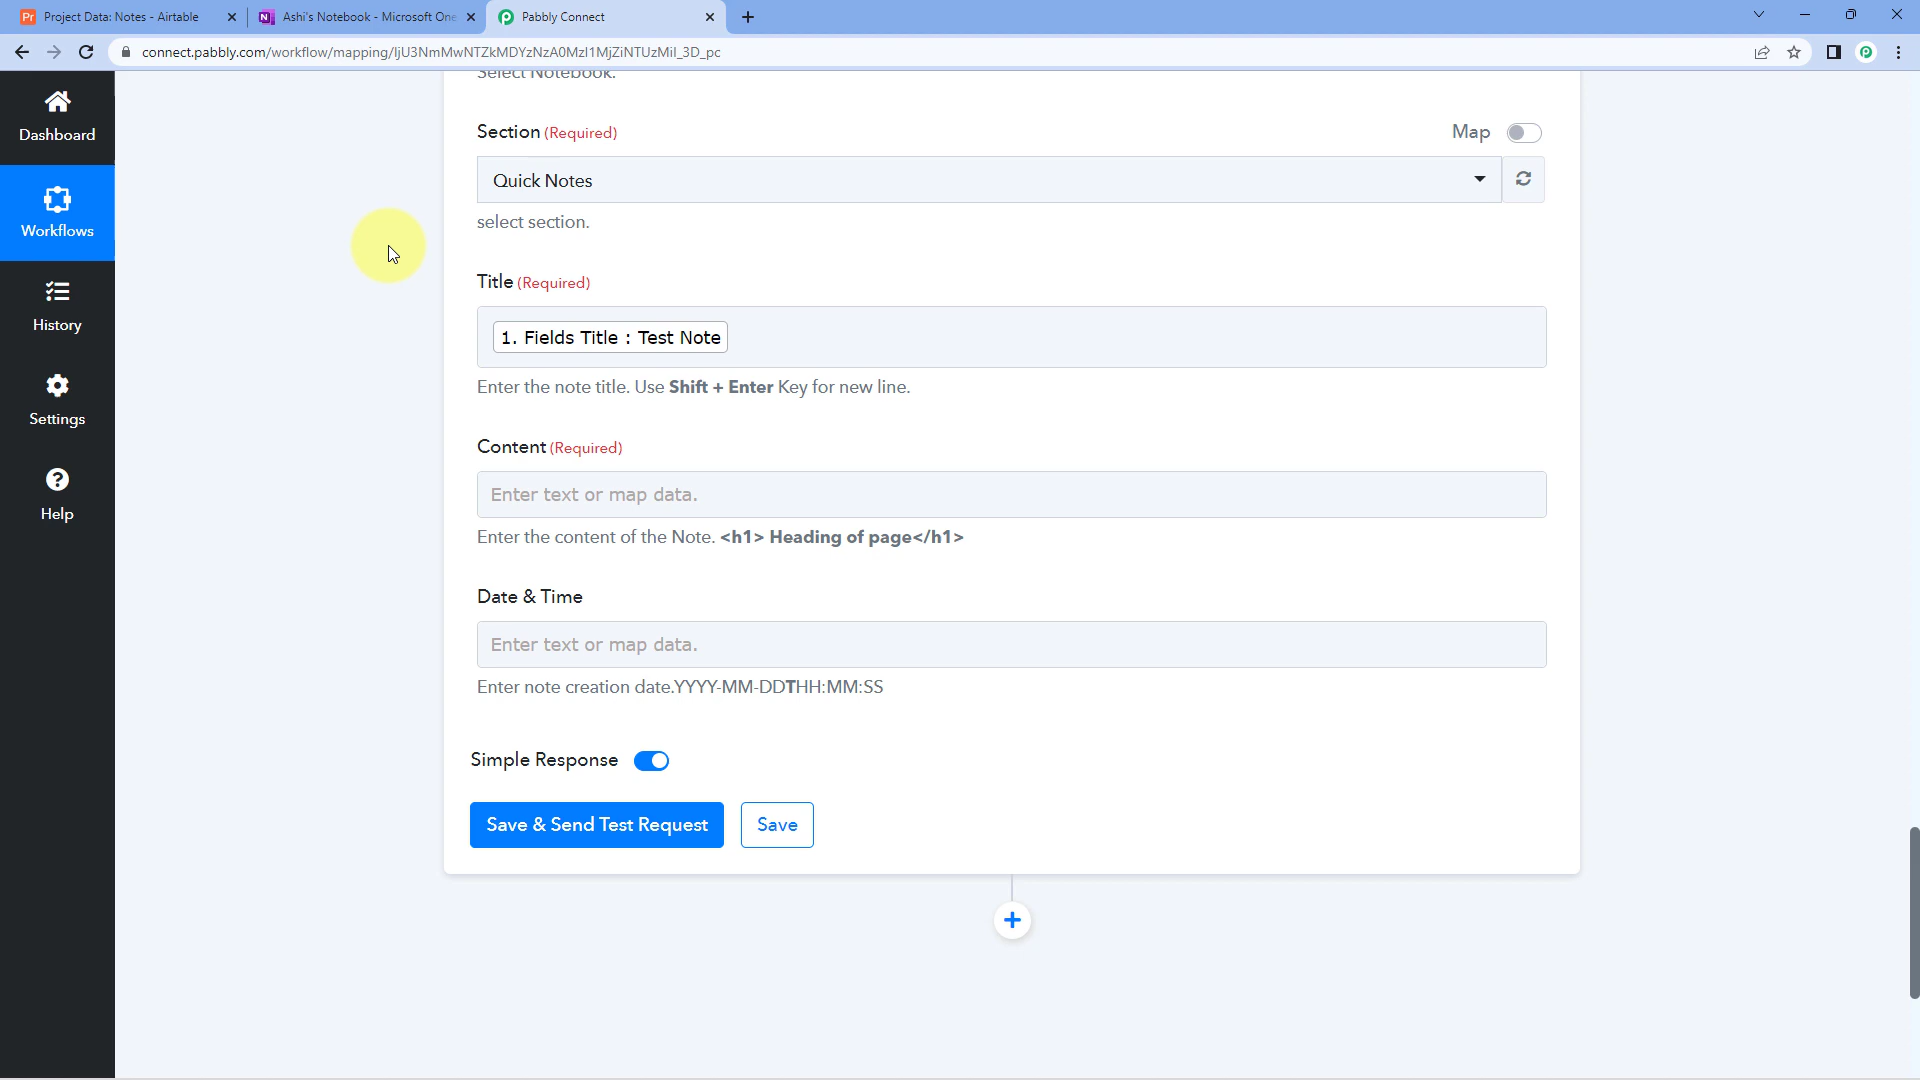 Project Data: Notes - Airtable
Ashi's Notebook - Microsoft One
Pabbly Connect
connect.pabbly.com/workflow/mapping/
Select Notebook.
Dashboard
Workflows
History
Settings
Help
Section (Required)
Map
Quick Notes
select section.
Title (Required)
1. Fields Title : Test Note
Enter the note title. Use Shift + Enter Key for new line.
Content (Required)
Enter text or map data.
Enter the content of the Note. <h1> Heading of page</h1>
Date & Time
Enter text or map data.
Enter note creation date.YYYY-MM-DDTHH:MM:SS
Simple Response
Save & Send Test Request
Save